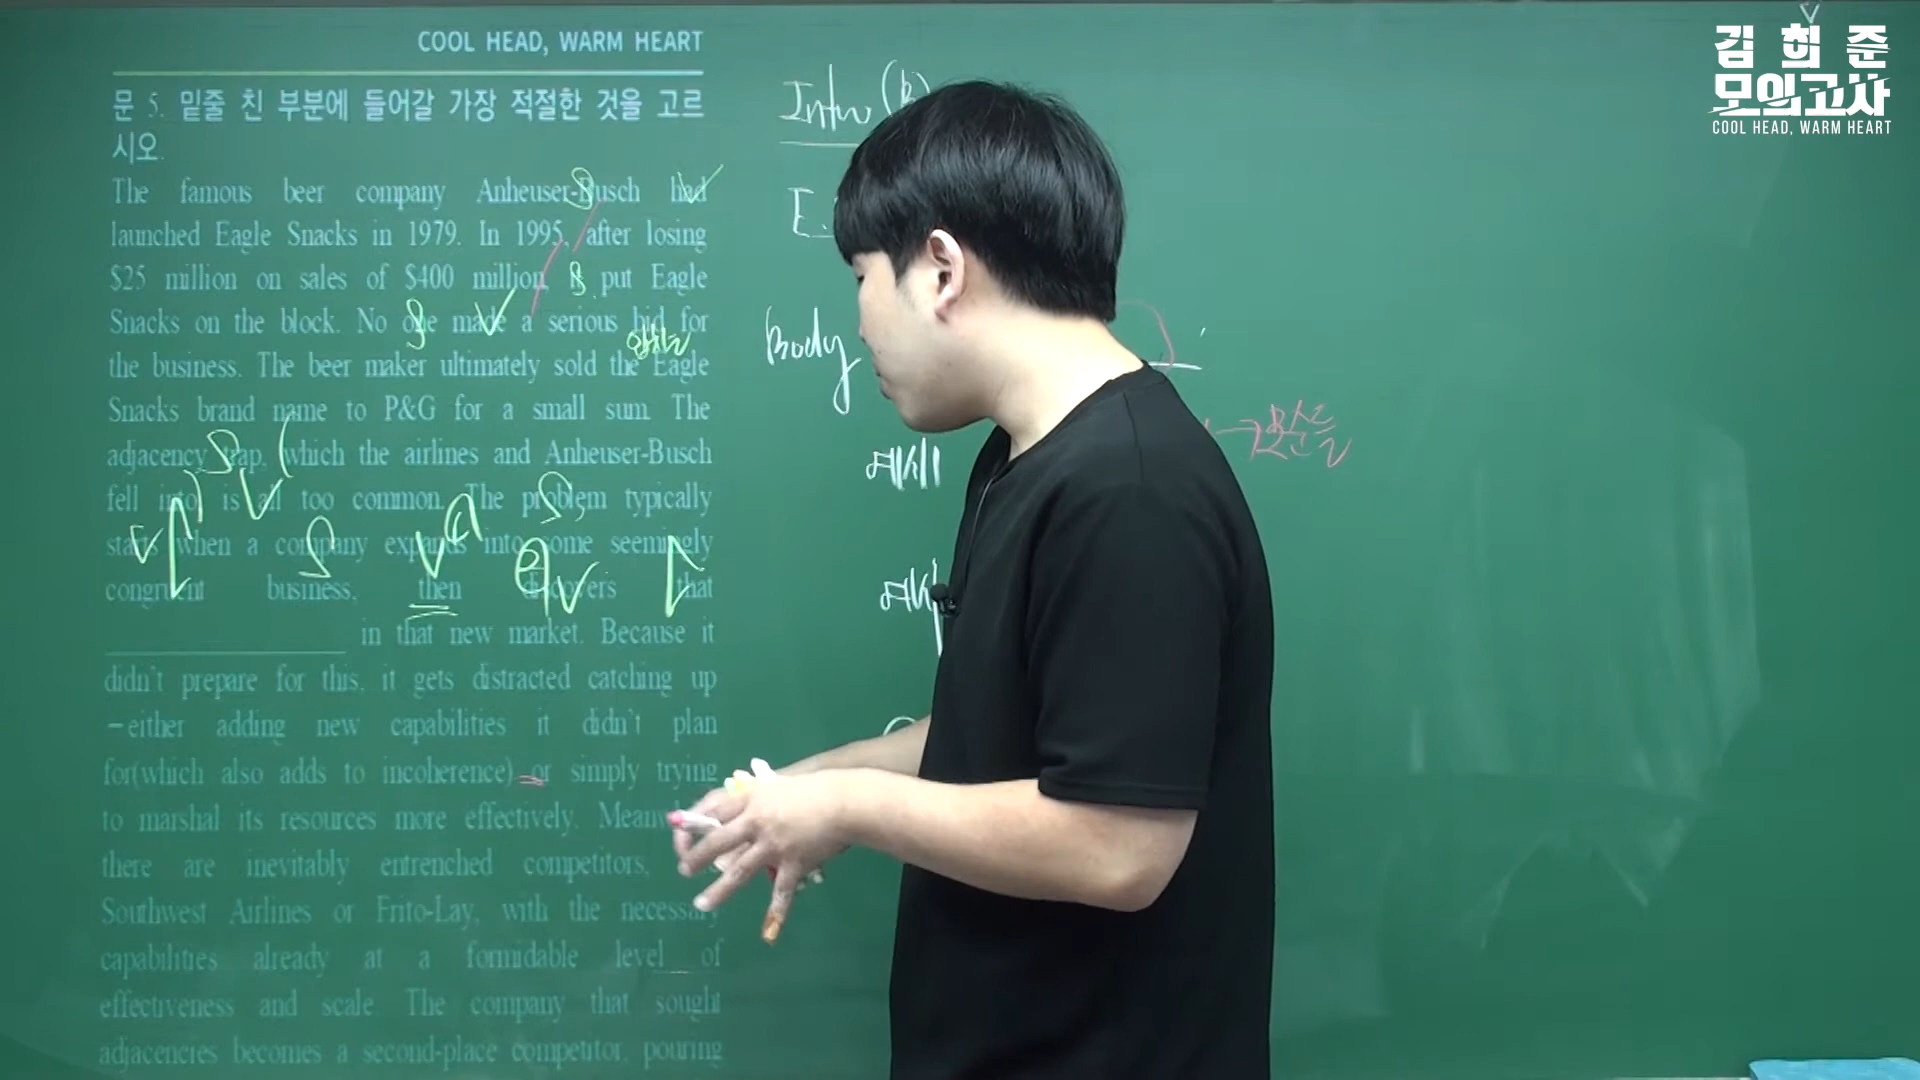 COOL HEAD, WARM HEART
문 5. 밑줄 친 부분에 들어갈 가장 적절한 것을 고르
시오.
The famous beer company Anheuser-Busch had
launched Eagle Snacks in 1979. In 1995, after losing
$25 million on sales of $400 million, put Eagle
Snacks on the block. No one made a serious bid for
the business. The beer maker ultimately sold the Eagle
Snacks brand name to P&G for a small sum. The
adjacency trap, which the airlines and Anheuser-Busch
fell into, is all too common. The problem typically
starts when a company expands into some seemingly
congruent business, then discovers that
in that new market. Because it
didn't prepare for this, it gets distracted catching up
-either adding new capabilities it didn't plan
for(which also adds to incoherence) or simply trying
to marshal its resources more effectively.
there are inevitably entrenched competitors,
Southwest Airlines or Frito-Lay, with the necessary
capabilities already at a formidable level of
effectiveness and scale. The company that sought
adjacencies becomes a second-place competitor, pouring
Body
예시1
김희준
모의고사
COOL HEAD, WARM HEART